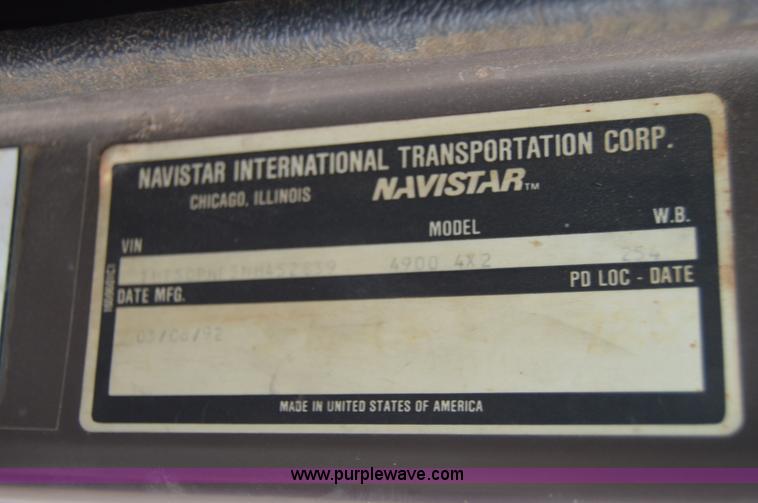 NAVISTAR INTERNATIONAL TRANSPORTATION CORP.
CHICAGO, ILLINOIS NAVISTAR™
VIN MODEL W.B.
4900 4X2 254
DATE MFG. PD LOC - DATE
MADE IN UNITED STATES OF AMERICA
www.purplewave.com